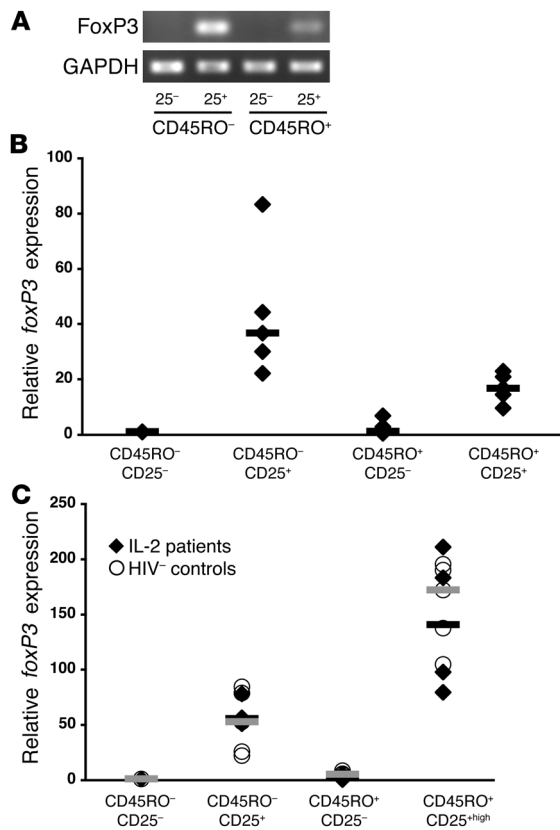 A
FoxP3
GAPDH
25⁻ 25⁺ 25⁻ 25⁺
CD45RO⁻ CD45RO⁺
B
Relative foxP3 expression
100
80
60
40
20
0
CD45RO⁻ CD45RO⁻ CD45RO⁺ CD45RO⁺
CD25⁻ CD25⁺ CD25⁻ CD25⁺
C
Relative foxP3 expression
250
200
150
100
50
0
IL-2 patients
HIV⁻ controls
CD45RO⁻ CD45RO⁻ CD45RO⁺ CD45RO⁺
CD25⁻ CD25⁺ CD25⁻ CD25⁺ʰⁱᵍʰ